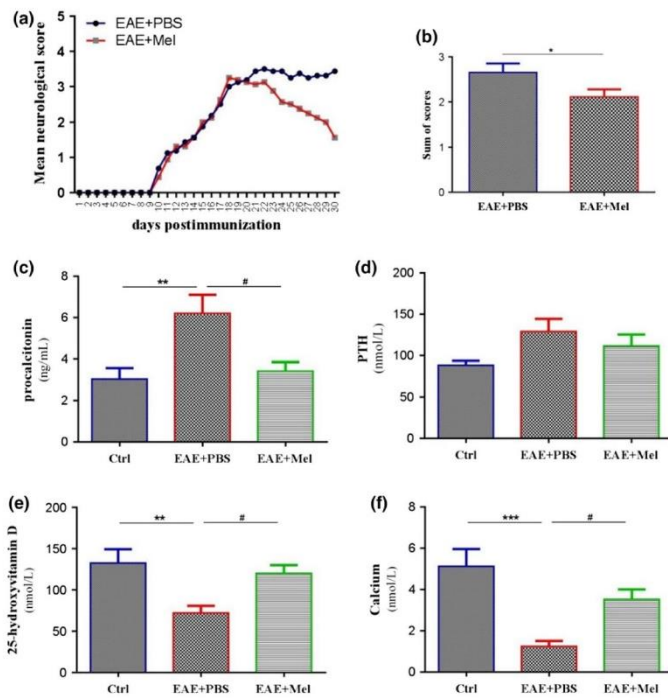 (a)
EAE+PBS
EAE+Mel
Mean neurological score
5
4
3
2
1
0
1 2 3 4 5 6 7 8 9 10 11 12 13 14 15 16 17 18 19 20 21 22 23 24 25 26 27 28 29 30
days postimmunization
(b)
*
Sum of scores
3
2
1
0
EAE+PBS EAE+Mel
(c)
** #
procalcitonin
(ng/mL)
8
6
4
2
0
Ctrl EAE+PBS EAE+Mel
(d)
PTH
(nmol/L)
200
150
100
50
0
Ctrl EAE+PBS EAE+Mel
(e)
** #
25-hydroxyvitamin D
(nmol/L)
200
150
100
50
0
Ctrl EAE+PBS EAE+Mel
(f)
*** #
Calcium
(nmol/L)
8
6
4
2
0
Ctrl EAE+PBS EAE+Mel